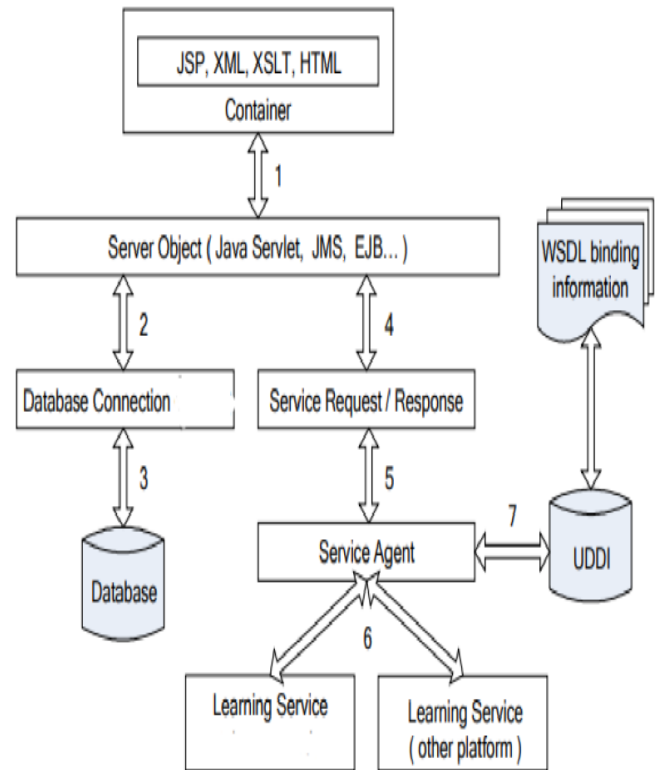 JSP, XML, XSLT, HTML
Container
1
Server Object ( Java Servlet, JMS, EJB... )
WSDL binding
information
2
4
Database Connection
Service Request / Response
3
5
7
Service Agent
UDDI
Database
6
Learning Service
Learning Service
( other platform )